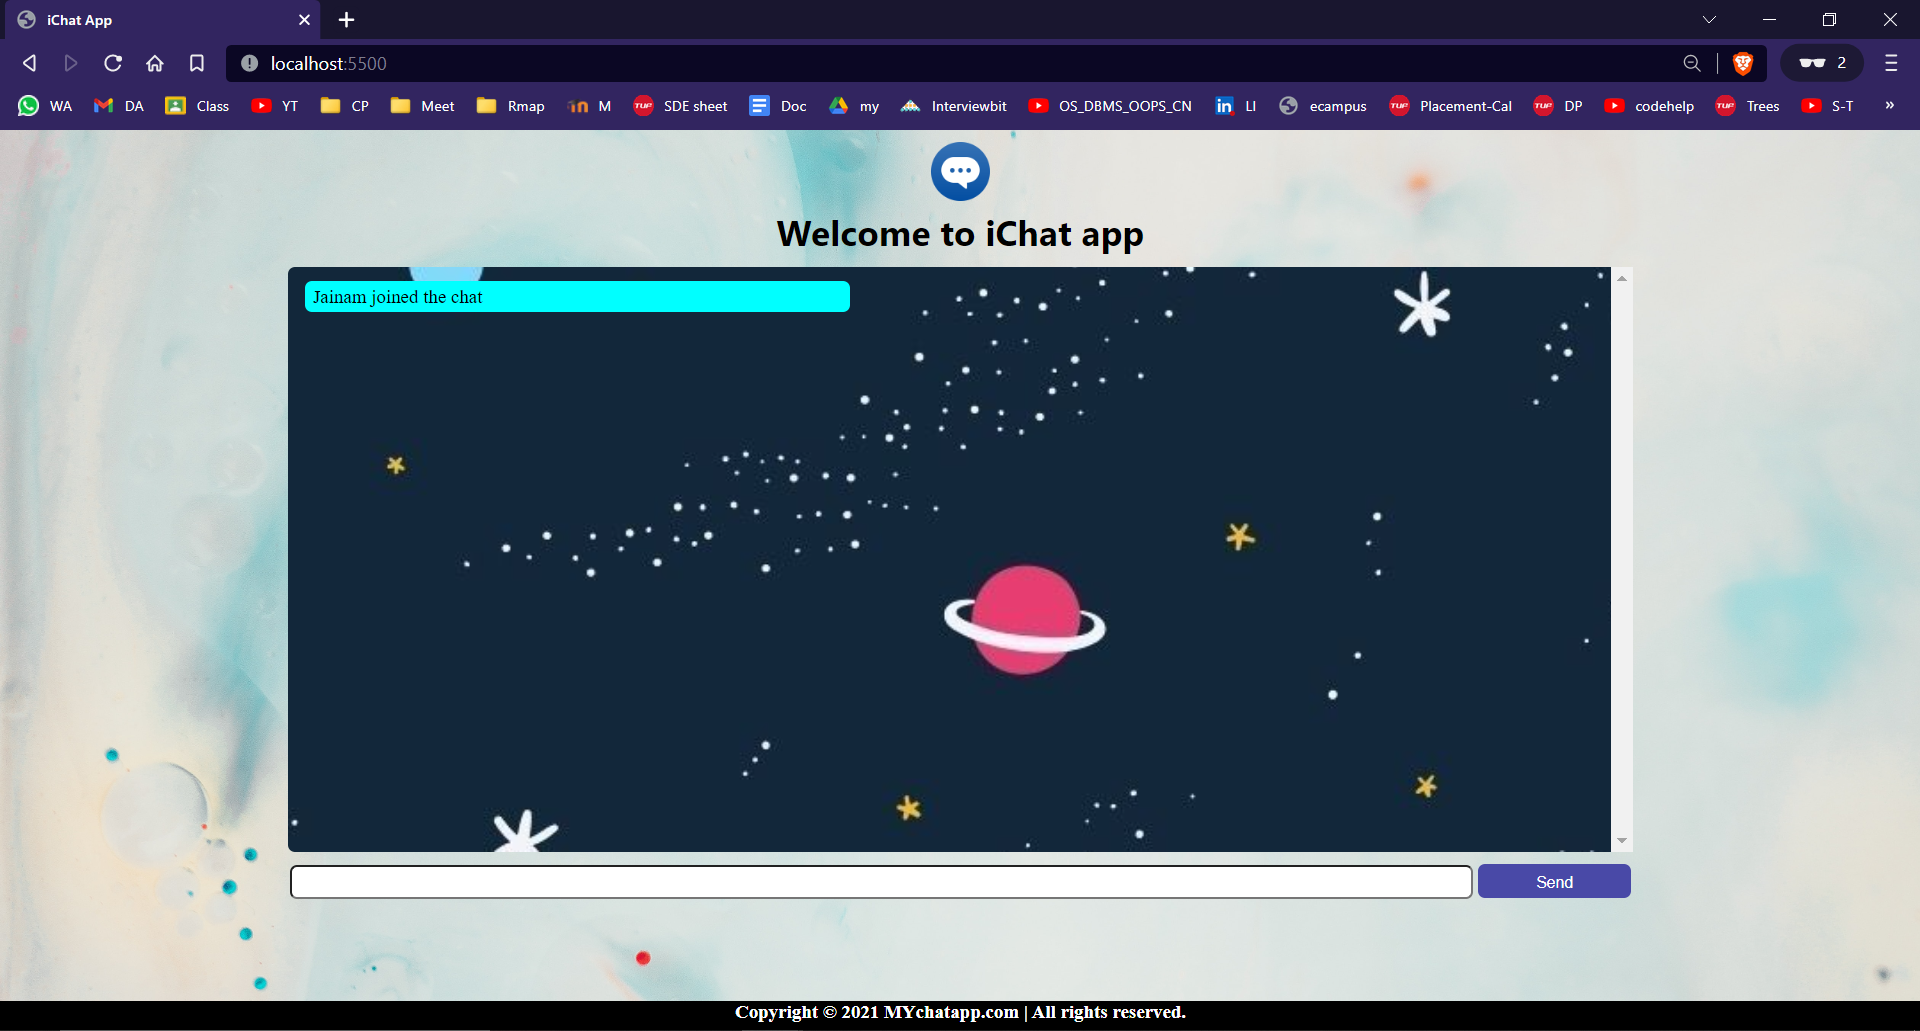 iChat App
localhost:5500
2
WA DA Class YT CP Meet Rmap M SDE sheet Doc my Interviewbit OS_DBMS_OOPS_CN LI ecampus Placement-Cal DP codehelp Trees S-T »
Welcome to iChat app
Jainam joined the chat
Send
Copyright © 2021 MYchatapp.com | All rights reserved.